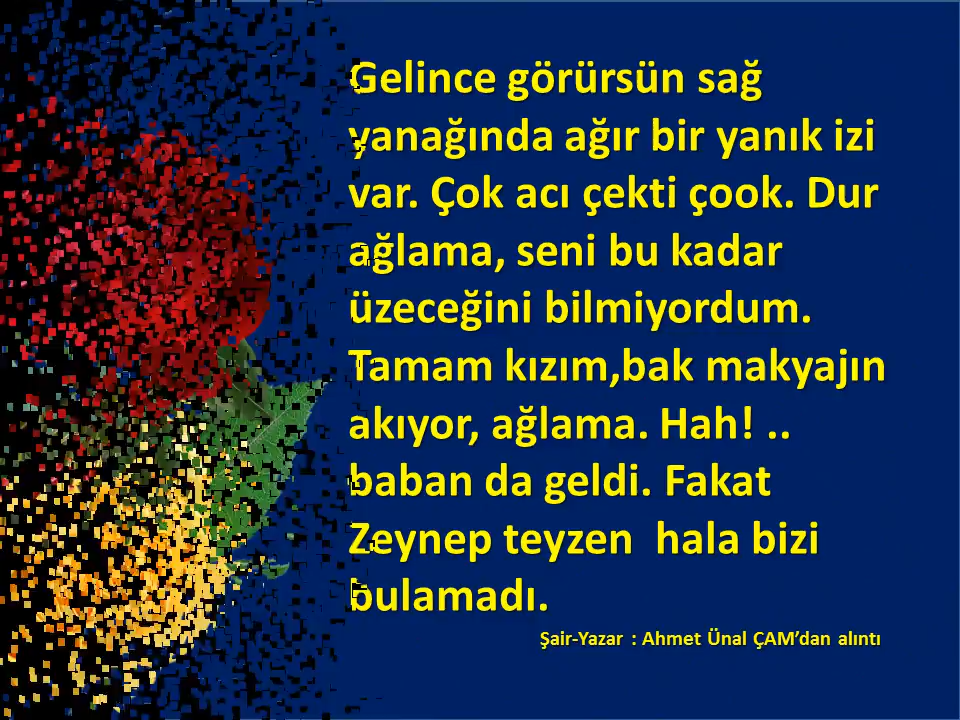 Gelince görürsün sağ
yanağında ağır bir yanık izi
var. Çok acı çekti çook. Dur
ağlama, seni bu kadar
üzeceğini bilmiyordum.
Tamam kızım,bak makyajın
akıyor, ağlama. Hah! ..
baban da geldi. Fakat
Zeynep teyzen hala bizi
bulamadı.
Şair-Yazar : Ahmet Ünal ÇAM’dan alıntı